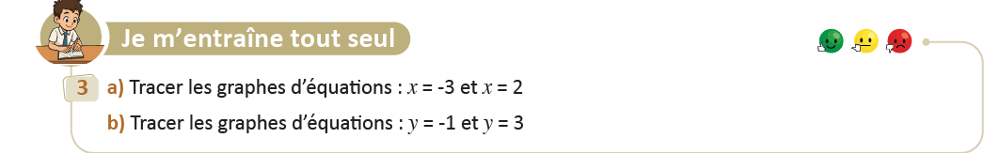 Je m'entraîne tout seul
3 a) Tracer les graphes d'équations : x = -3 et x = 2
b) Tracer les graphes d'équations : y = -1 et y = 3